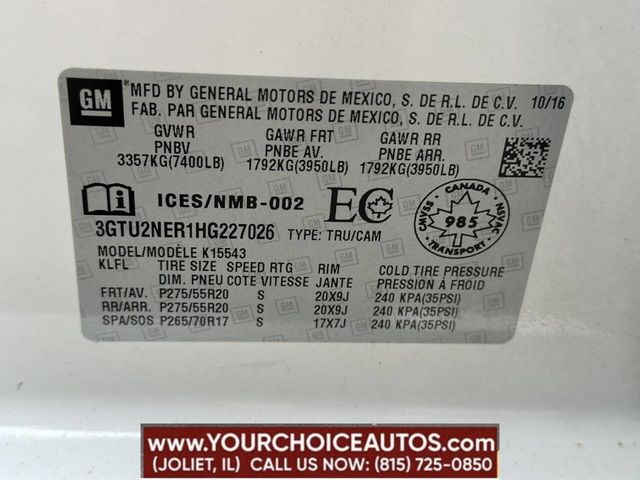 GM
MFD BY GENERAL MOTORS DE MEXICO, S. DE R.L. DE C.V. 10/16
FAB. PAR GENERAL MOTORS DE MEXICO, S. DE R.L. DE C.V.
GVWR GAWR FRT GAWR RR
PNBV PNBE AV. PNBE ARR.
3357KG(7400LB) 1792KG(3950LB) 1792KG(3950LB)
i ICES/NMB-002 EC
CANADA
CMVSS 985 NSVAC
TRANSPORT
3GTU2NER1HG227026 TYPE: TRU/CAM
MODEL/MODÈLE K15543
KLFL TIRE SIZE SPEED RTG RIM COLD TIRE PRESSURE
DIM. PNEU COTE VITESSE JANTE PRESSION À FROID
FRT/AV. P275/55R20 S 20X9J 240 KPA(35PSI)
RR/ARR. P275/55R20 S 20X9J 240 KPA(35PSI)
SPA/SOS P265/70R17 S 17X7J 240 KPA(35PSI)
WWW.YOURCHOICEAUTOS.COM
(JOLIET, IL) CALL US NOW: (815) 725-0850